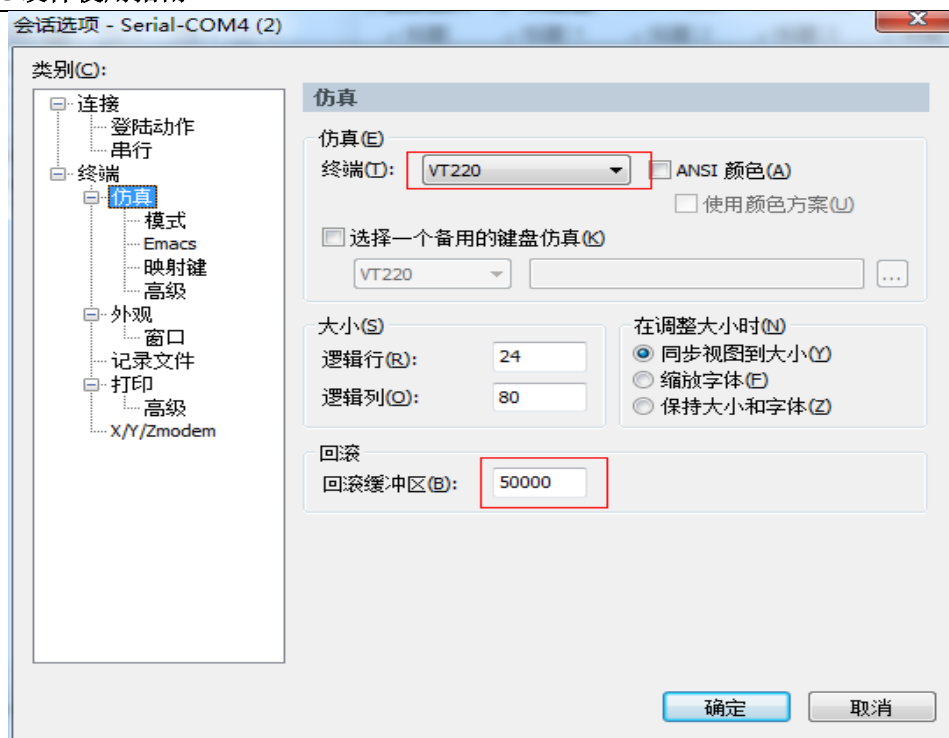 会话选项 - Serial-COM4 (2)
类别(C):
连接
登陆动作
串行
终端
仿真
模式
Emacs
映射键
高级
外观
窗口
记录文件
打印
高级
X/Y/Zmodem
仿真
仿真(E)
终端(T): VT220 ANSI 颜色(A)
使用颜色方案(U)
选择一个备用的键盘仿真(K)
VT220 ...
大小(S)
逻辑行(R): 24
逻辑列(O): 80
在调整大小时(N)
同步视图到大小(Y)
缩放字体(F)
保持大小和字体(Z)
回滚
回滚缓冲区(B): 50000
确定 取消